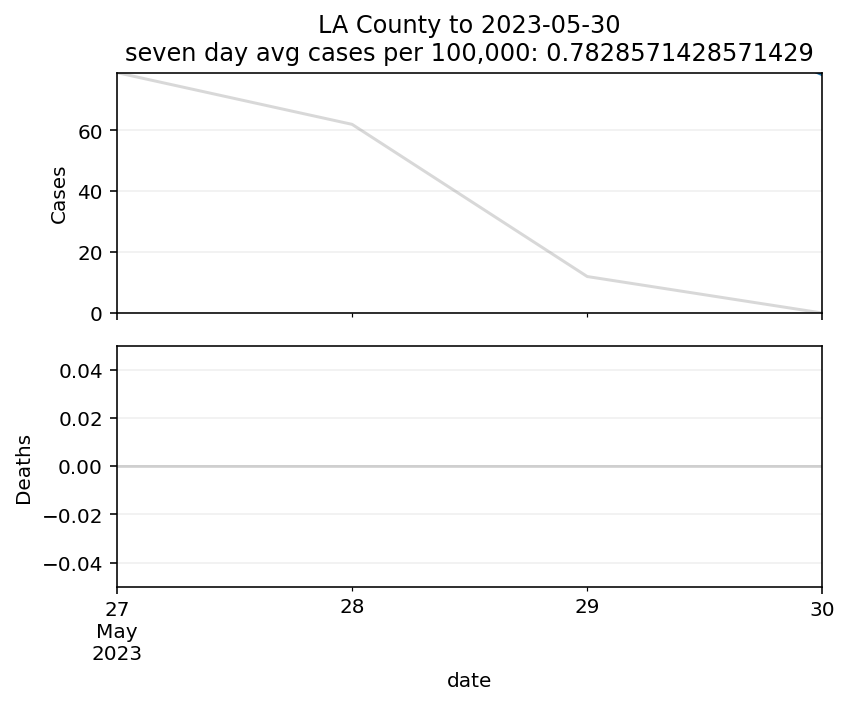 LA County to 2023-05-30
seven day avg cases per 100,000: 0.7828571428571429
Cases
60
40
20
0
Deaths
0.04
0.02
0.00
−0.02
−0.04
27
May
2023
28
29
30
date